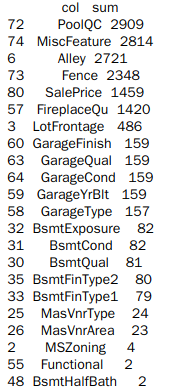 col sum
72 PoolQC 2909
74 MiscFeature 2814
6 Alley 2721
73 Fence 2348
80 SalePrice 1459
57 FireplaceQu 1420
3 LotFrontage 486
60 GarageFinish 159
63 GarageQual 159
64 GarageCond 159
59 GarageYrBlt 159
58 GarageType 157
32 BsmtExposure 82
31 BsmtCond 82
30 BsmtQual 81
35 BsmtFinType2 80
33 BsmtFinType1 79
25 MasVnrType 24
26 MasVnrArea 23
2 MSZoning 4
55 Functional 2
48 BsmtHalfBath 2